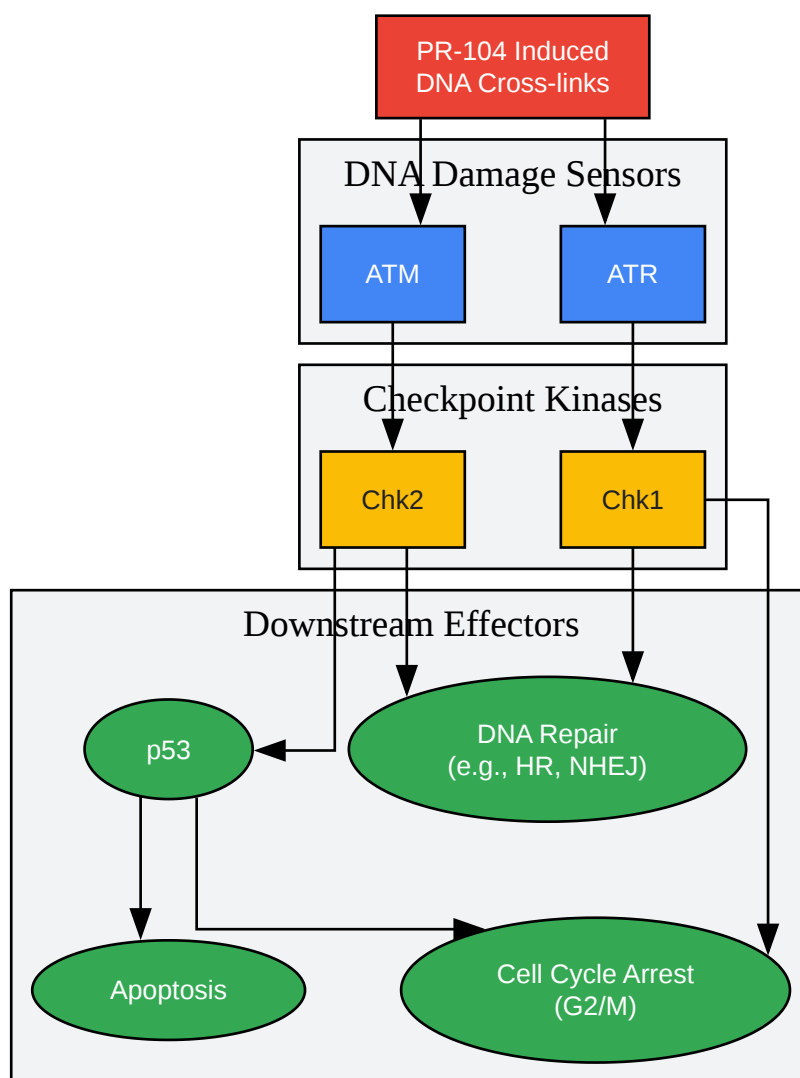 PR-104 Induced
DNA Cross-links
DNA Damage Sensors
ATM
ATR
Checkpoint Kinases
Chk2
Chk1
Downstream Effectors
p53
DNA Repair
(e.g., HR, NHEJ)
Apoptosis
Cell Cycle Arrest
(G2/M)